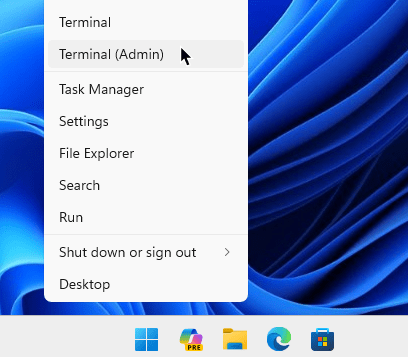 Terminal
Terminal (Admin)
Task Manager
Settings
File Explorer
Search
Run
Shut down or sign out
Desktop
PRE